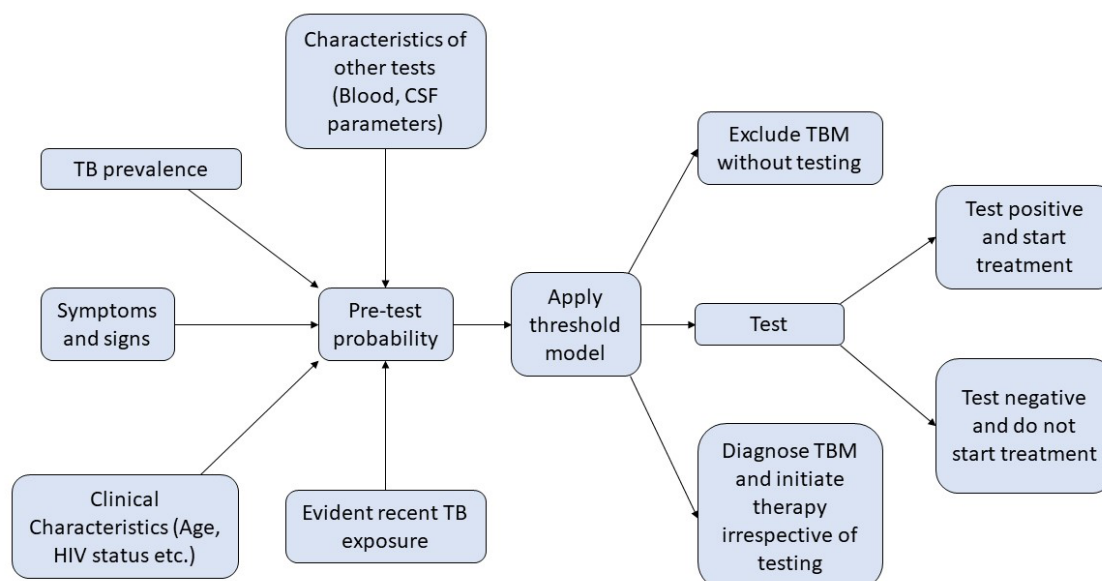 Characteristics of
other tests
(Blood, CSF
parameters)
TB prevalence
Symptoms
and signs
Clinical
Characteristics (Age,
HIV status etc.)
Evident recent TB
exposure
Pre-test
probability
Apply
threshold
model
Exclude TBM
without testing
Test
Diagnose TBM
and initiate
therapy
irrespective of
testing
Test positive
and start
treatment
Test negative
and do not
start treatment